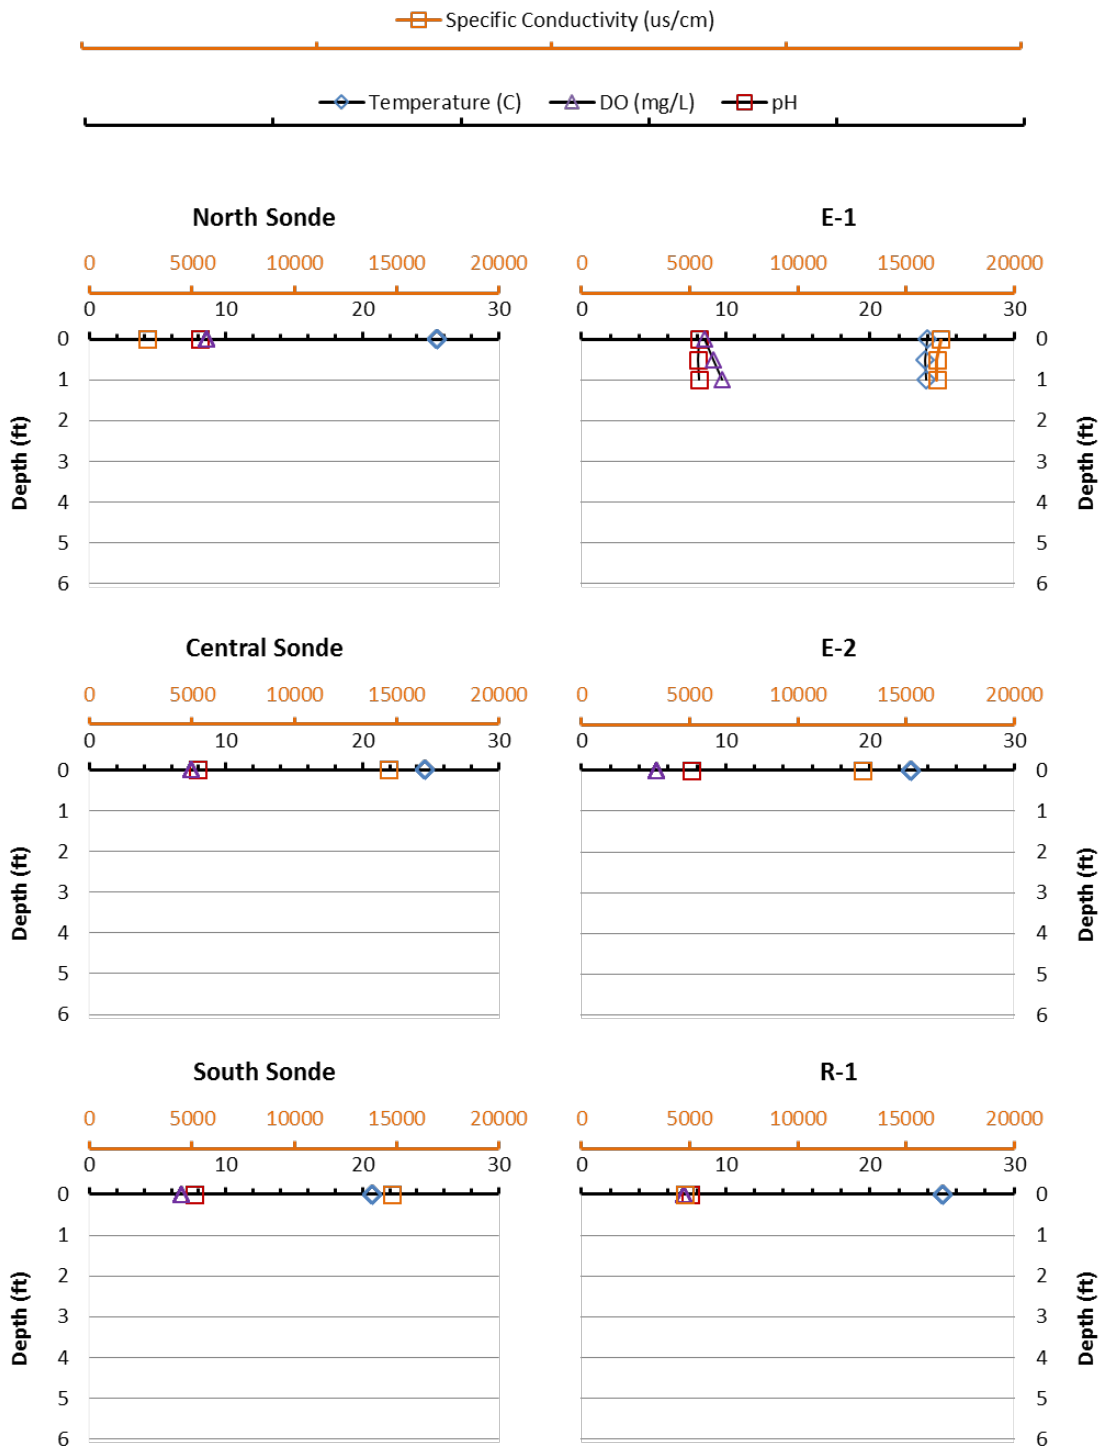 Specific Conductivity (us/cm)
Temperature (C) DO (mg/L) pH
North Sonde
0 5000 10000 15000 20000
0 10 20 30
0
1
2
3
4
5
6
Depth (ft)
E-1
0 5000 10000 15000 20000
0 10 20 30
0
1
2
3
4
5
6
Depth (ft)
Central Sonde
0 5000 10000 15000 20000
0 10 20 30
0
1
2
3
4
5
6
Depth (ft)
E-2
0 5000 10000 15000 20000
0 10 20 30
0
1
2
3
4
5
6
Depth (ft)
South Sonde
0 5000 10000 15000 20000
0 10 20 30
0
1
2
3
4
5
6
Depth (ft)
R-1
0 5000 10000 15000 20000
0 10 20 30
0
1
2
3
4
5
6
Depth (ft)